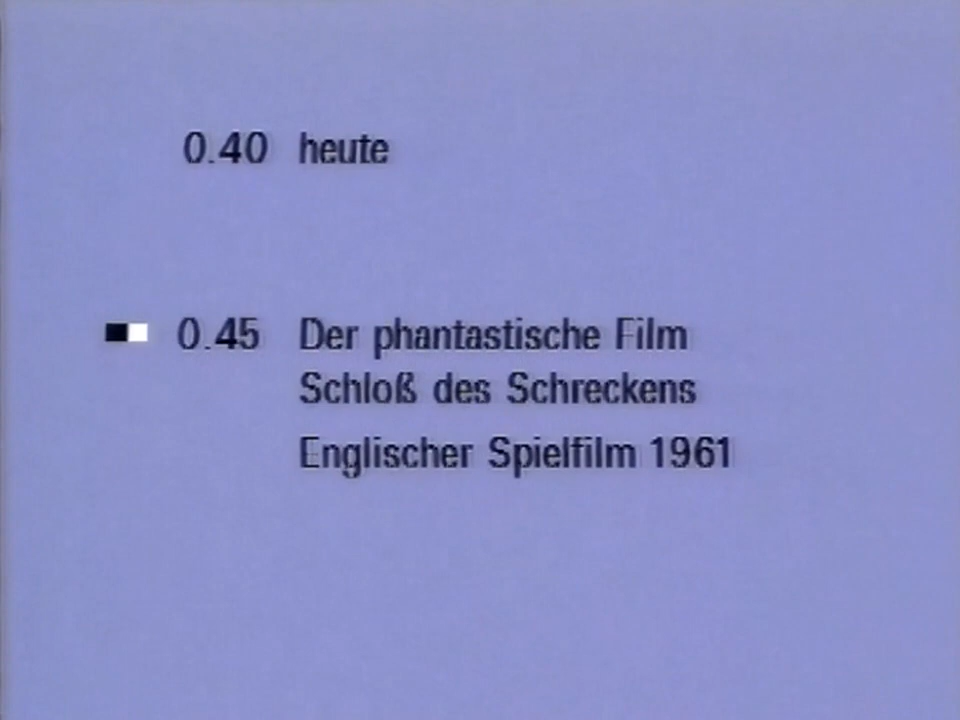 0.40 heute
0.45 Der phantastische Film
Schloß des Schreckens
Englischer Spielfilm 1961